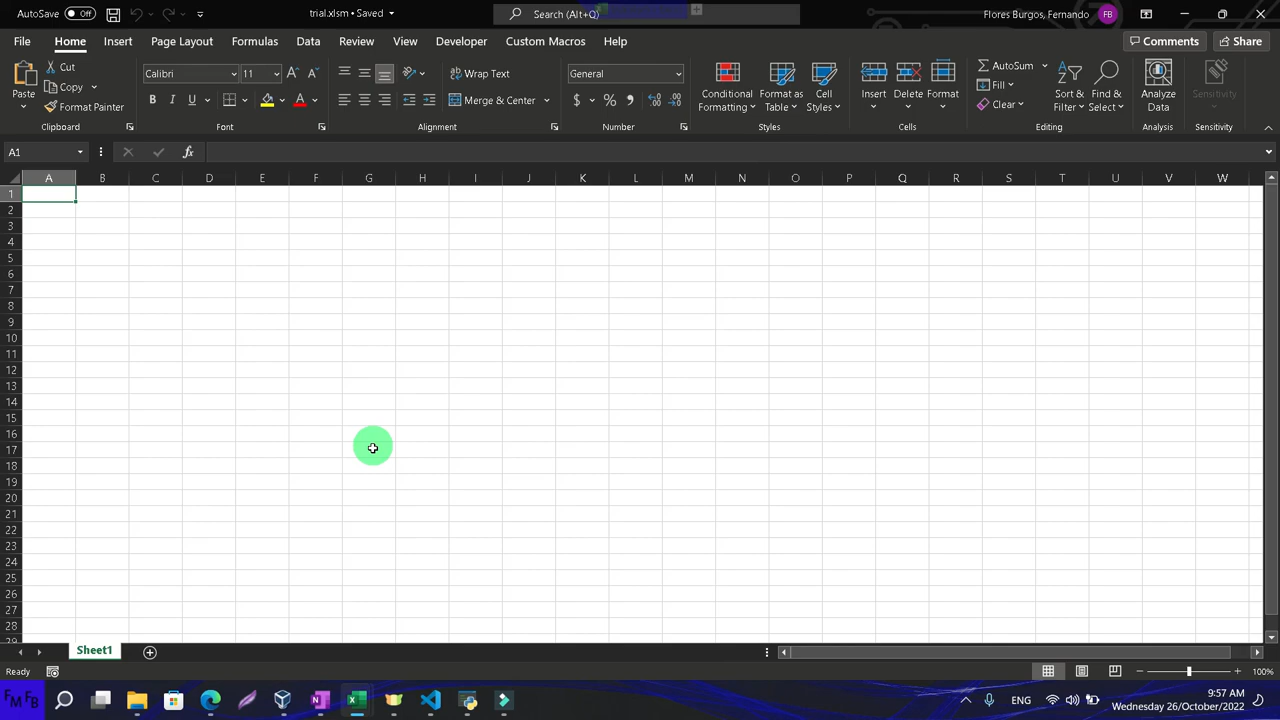 AutoSave Off trial.xlsm • Saved Search (Alt+Q) Flores Burgos, Fernando FB
File Home Insert Page Layout Formulas Data Review View Developer Custom Macros Help Comments Share
Paste Cut Copy Format Painter
Clipboard
Calibri 11
B I U
Font
Wrap Text
Merge & Center
Alignment
General
$ % 9
Number
Conditional Formatting Format as Table Cell Styles
Styles
Insert Delete Format
Cells
AutoSum
Fill
Clear
Sort & Filter Find & Select
Editing
Analyze Data
Analysis
Sensitivity
Sensitivity
A1 fx
A B C D E F G H I J K L M N O P Q R S T U V W
1
2
3
4
5
6
7
8
9
10
11
12
13
14
15
16
17
18
19
20
21
22
23
24
25
26
27
28
29
Sheet1
Ready 100%
FM FB ENG 9:57 AM
Wednesday 26/October/2022